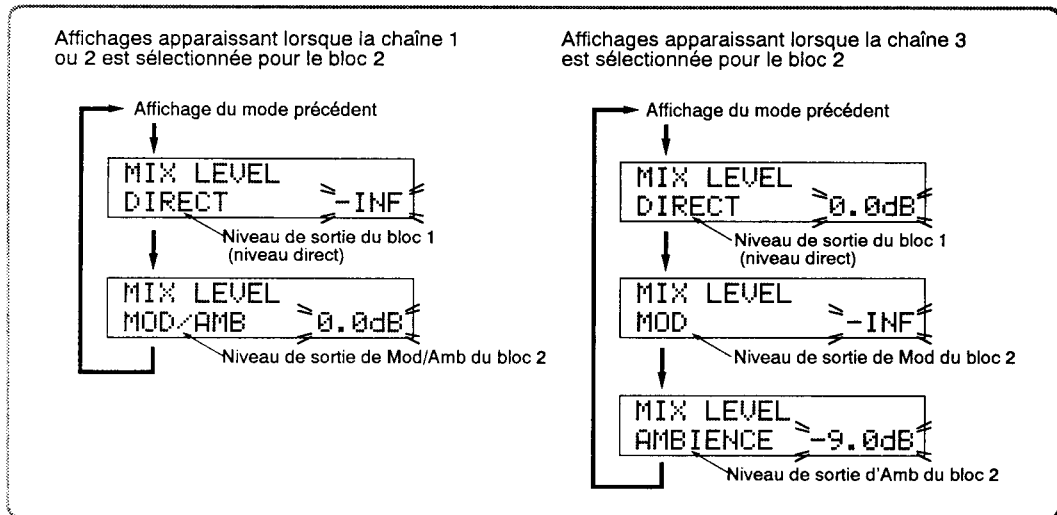 Affichages apparaissant lorsque la chaîne 1
ou 2 est sélectionnée pour le bloc 2
Affichage du mode précédent
MIX LEVEL
DIRECT -INF
Niveau de sortie du bloc 1
(niveau direct)
MIX LEVEL
MOD/AMB 0.0dB
Niveau de sortie de Mod/Amb du bloc 2
Affichages apparaissant lorsque la chaîne 3
est sélectionnée pour le bloc 2
Affichage du mode précédent
MIX LEVEL
DIRECT 0.0dB
Niveau de sortie du bloc 1
(niveau direct)
MIX LEVEL
MOD -INF
Niveau de sortie de Mod du bloc 2
MIX LEVEL
AMBIENCE -9.0dB
Niveau de sortie d'Amb du bloc 2